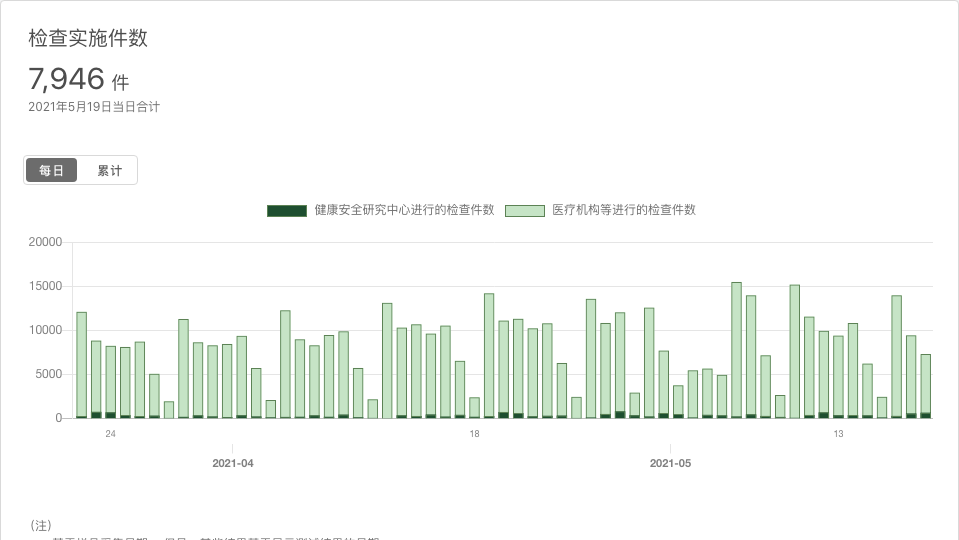 检查实施件数
7,946 件
2021年5月19日当日合计
每日 累计
健康安全研究中心进行的检查件数 医疗机构等进行的检查件数
20000
15000
10000
5000
0
24 18 13
2021-04 2021-05
(注)